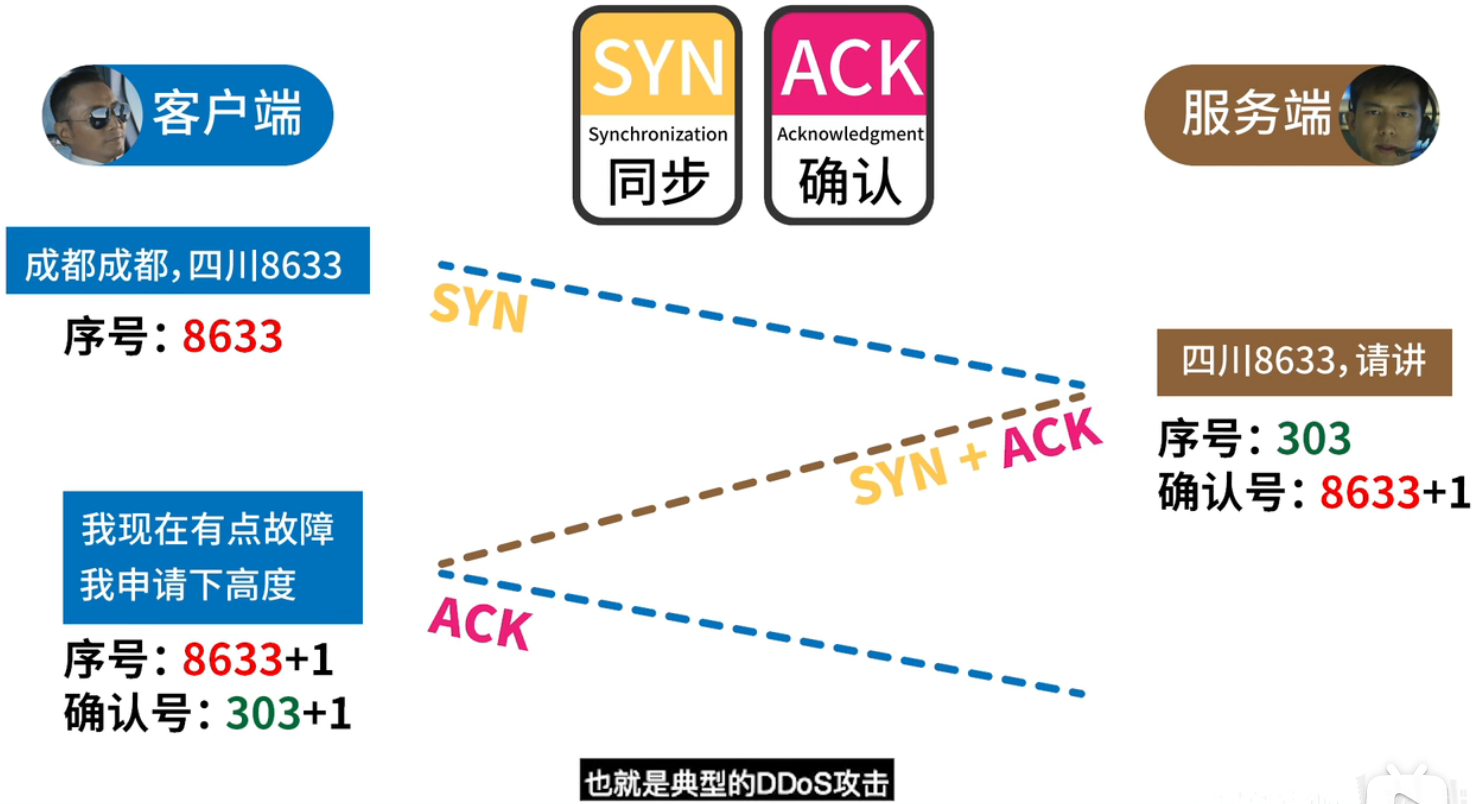 SYN
Synchronization
同步
ACK
Acknowledgment
确认
客户端
服务端
成都成都，四川8633
序号：8633
SYN
四川8633，请讲
序号：303
确认号：8633+1
SYN + ACK
我现在有点故障
我申请下高度
序号：8633+1
确认号：303+1
ACK
也就是典型的DDoS攻击